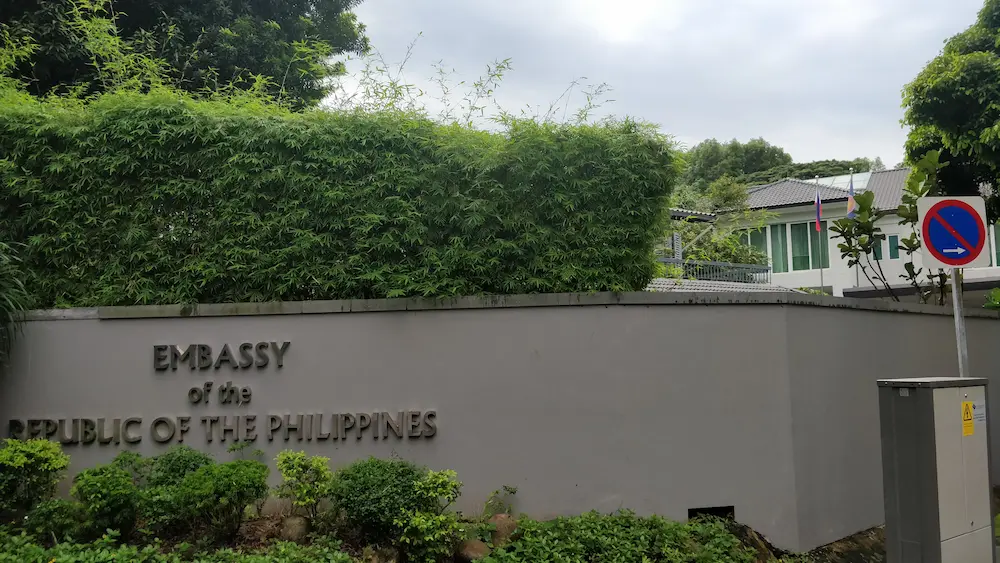 EMBASSY
of the
REPUBLIC OF THE PHILIPPINES